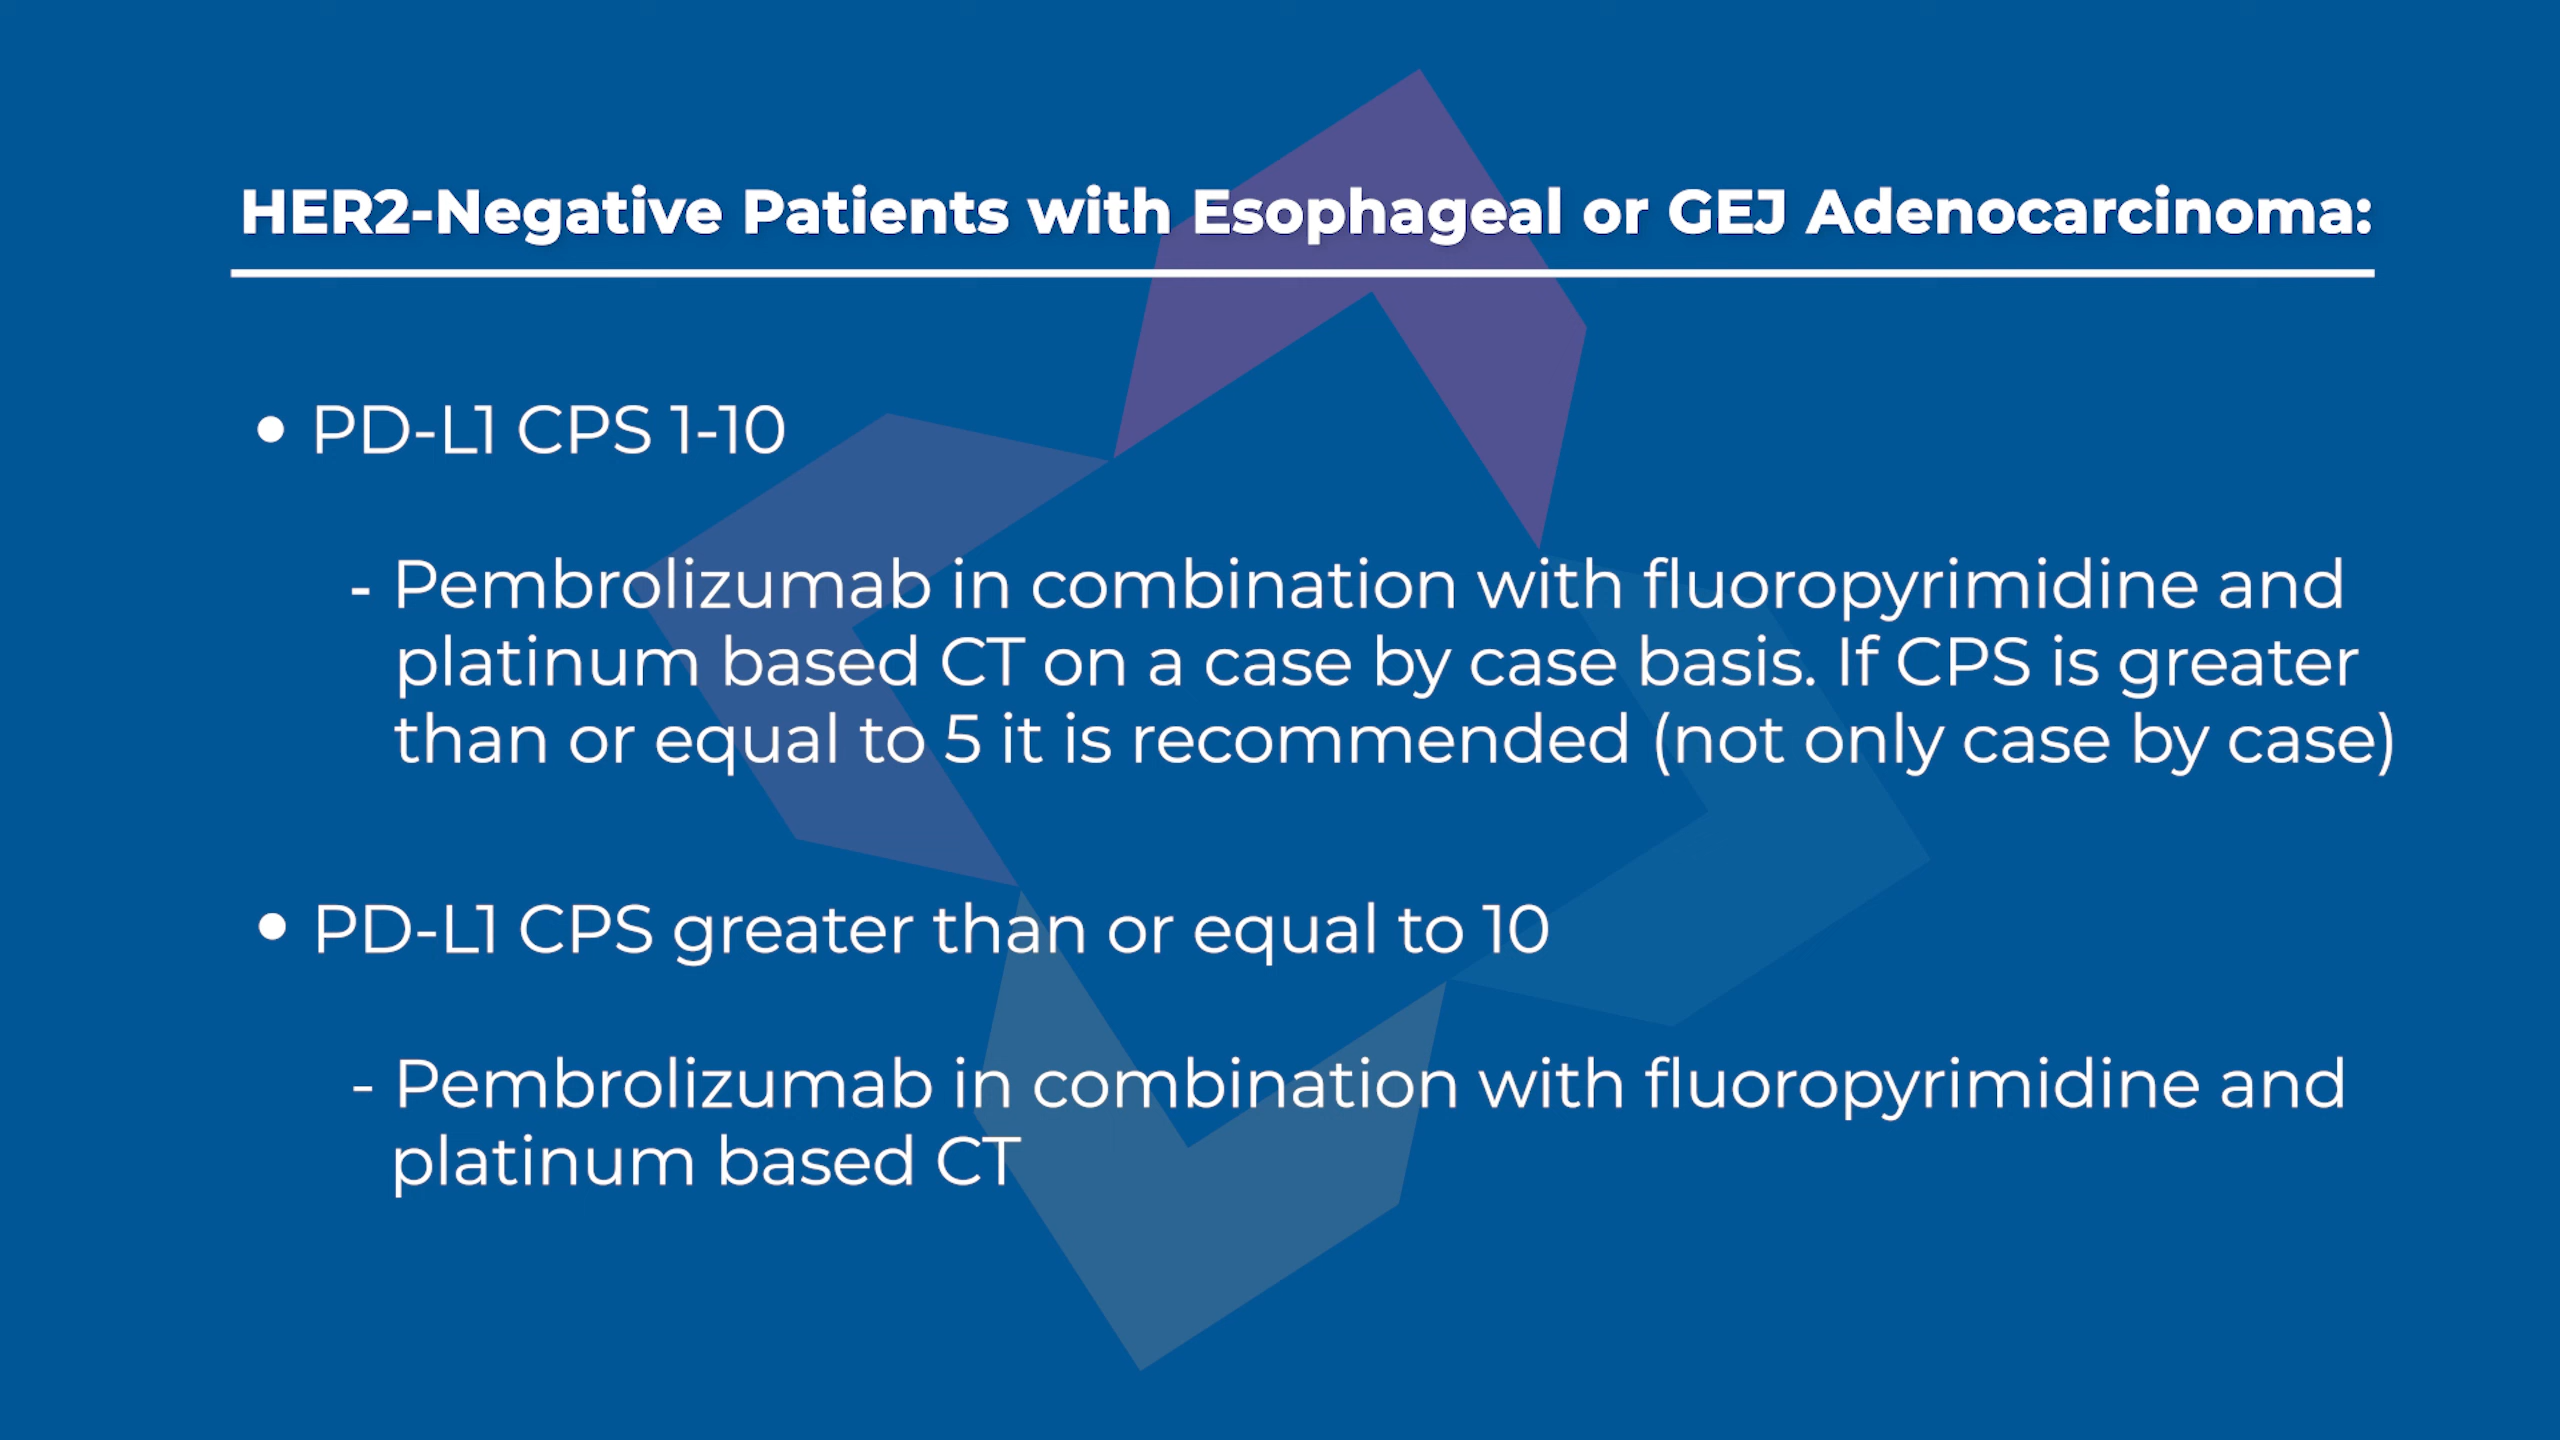 HER2-Negative Patients with Esophageal or GEJ Adenocarcinoma:
• PD-L1 CPS 1-10
- Pembrolizumab in combination with fluoropyrimidine and
platinum based CT on a case by case basis. If CPS is greater
than or equal to 5 it is recommended (not only case by case)
• PD-L1 CPS greater than or equal to 10
- Pembrolizumab in combination with fluoropyrimidine and
platinum based CT